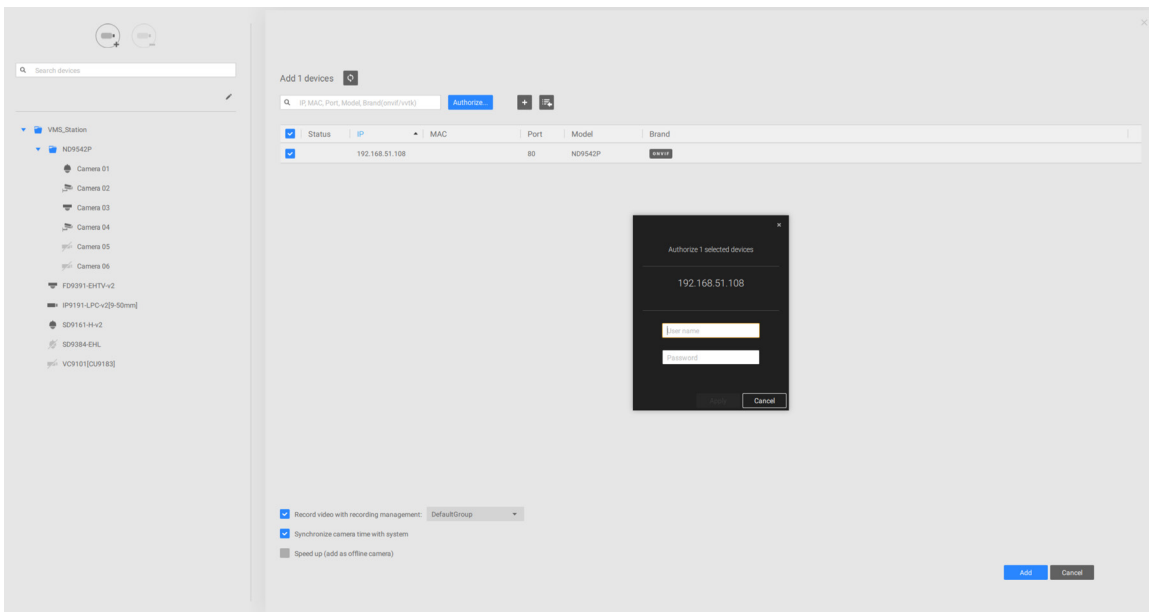 Search devices
VMS_Station
ND9542P
Camera 01
Camera 02
Camera 03
Camera 04
Camera 05
Camera 06
FD9391-EHTV-v2
IP9191-LPC-v2[9-50mm]
SD9161-H-v2
SD9384-EHL
VC9101[CU9183]
Add 1 devices
IP, MAC, Port, Model, Brand(onvif/vvtk) Authorize...
Status IP MAC Port Model Brand
192.168.51.108 80 ND9542P ONVIF
Authorize 1 selected devices
192.168.51.108
User name
Password
Apply Cancel
Record video with recording management: DefaultGroup
Synchronize camera time with system
Speed up (add as offline camera)
Add Cancel